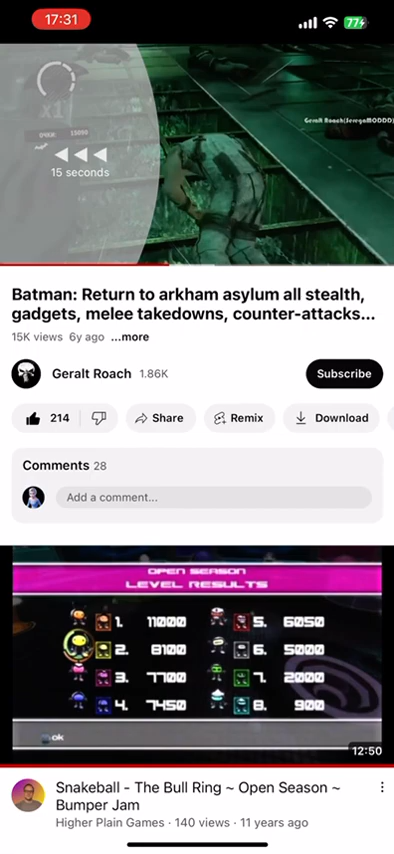 17:31
77
Geralt Roach(JeregaMODDD)
x1
15090
15 seconds
Batman: Return to arkham asylum all stealth,
gadgets, melee takedowns, counter-attacks...
15K views 6y ago ...more
Geralt Roach 1.86K
Subscribe
214
Share
Remix
Download
Comments 28
Add a comment...
OPEN SEASON
LEVEL RESULTS
1. 11000
2. 8100
3. 7700
4. 7450
5. 6050
6. 5000
7. 2000
8. 900
ok
12:50
Snakeball - The Bull Ring ~ Open Season ~
Bumper Jam
Higher Plain Games · 140 views · 11 years ago